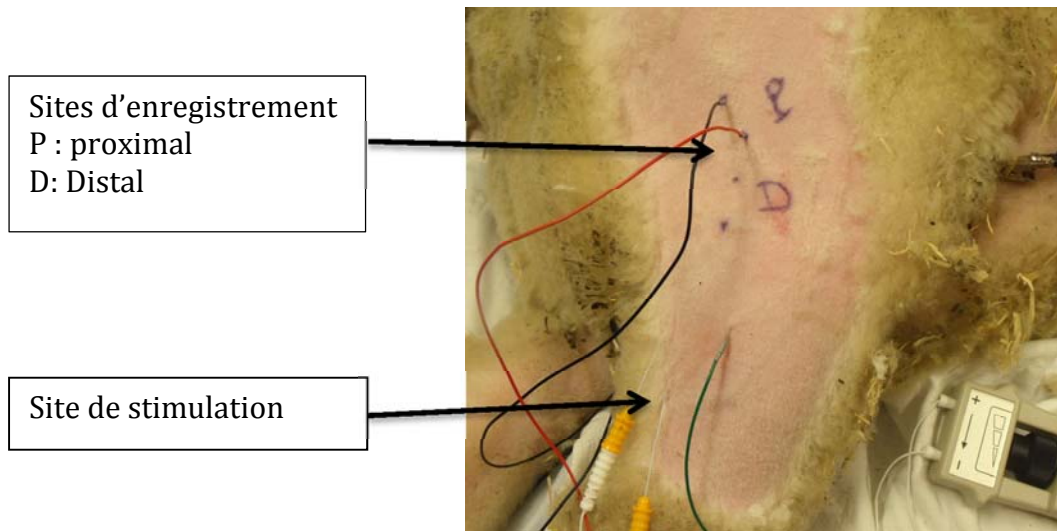 Sites d'enregistrement
P : proximal
D: Distal
P
D
Site de stimulation
+
-